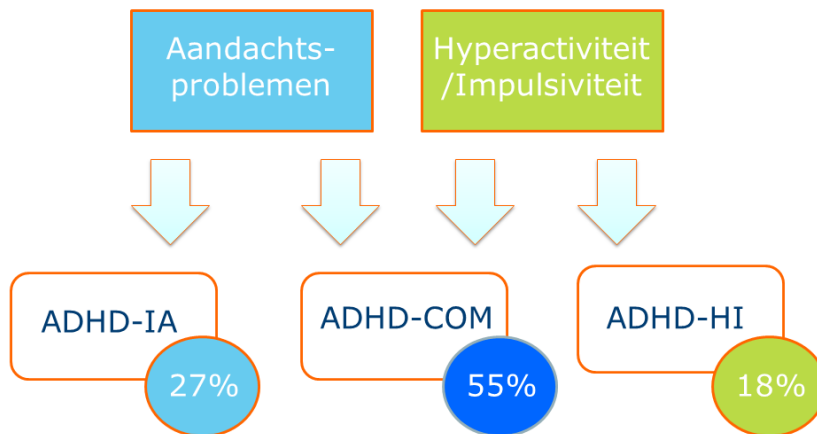 Aandachts-
problemen
Hyperactiviteit
/Impulsiviteit
ADHD-IA
27%
ADHD-COM
55%
ADHD-HI
18%